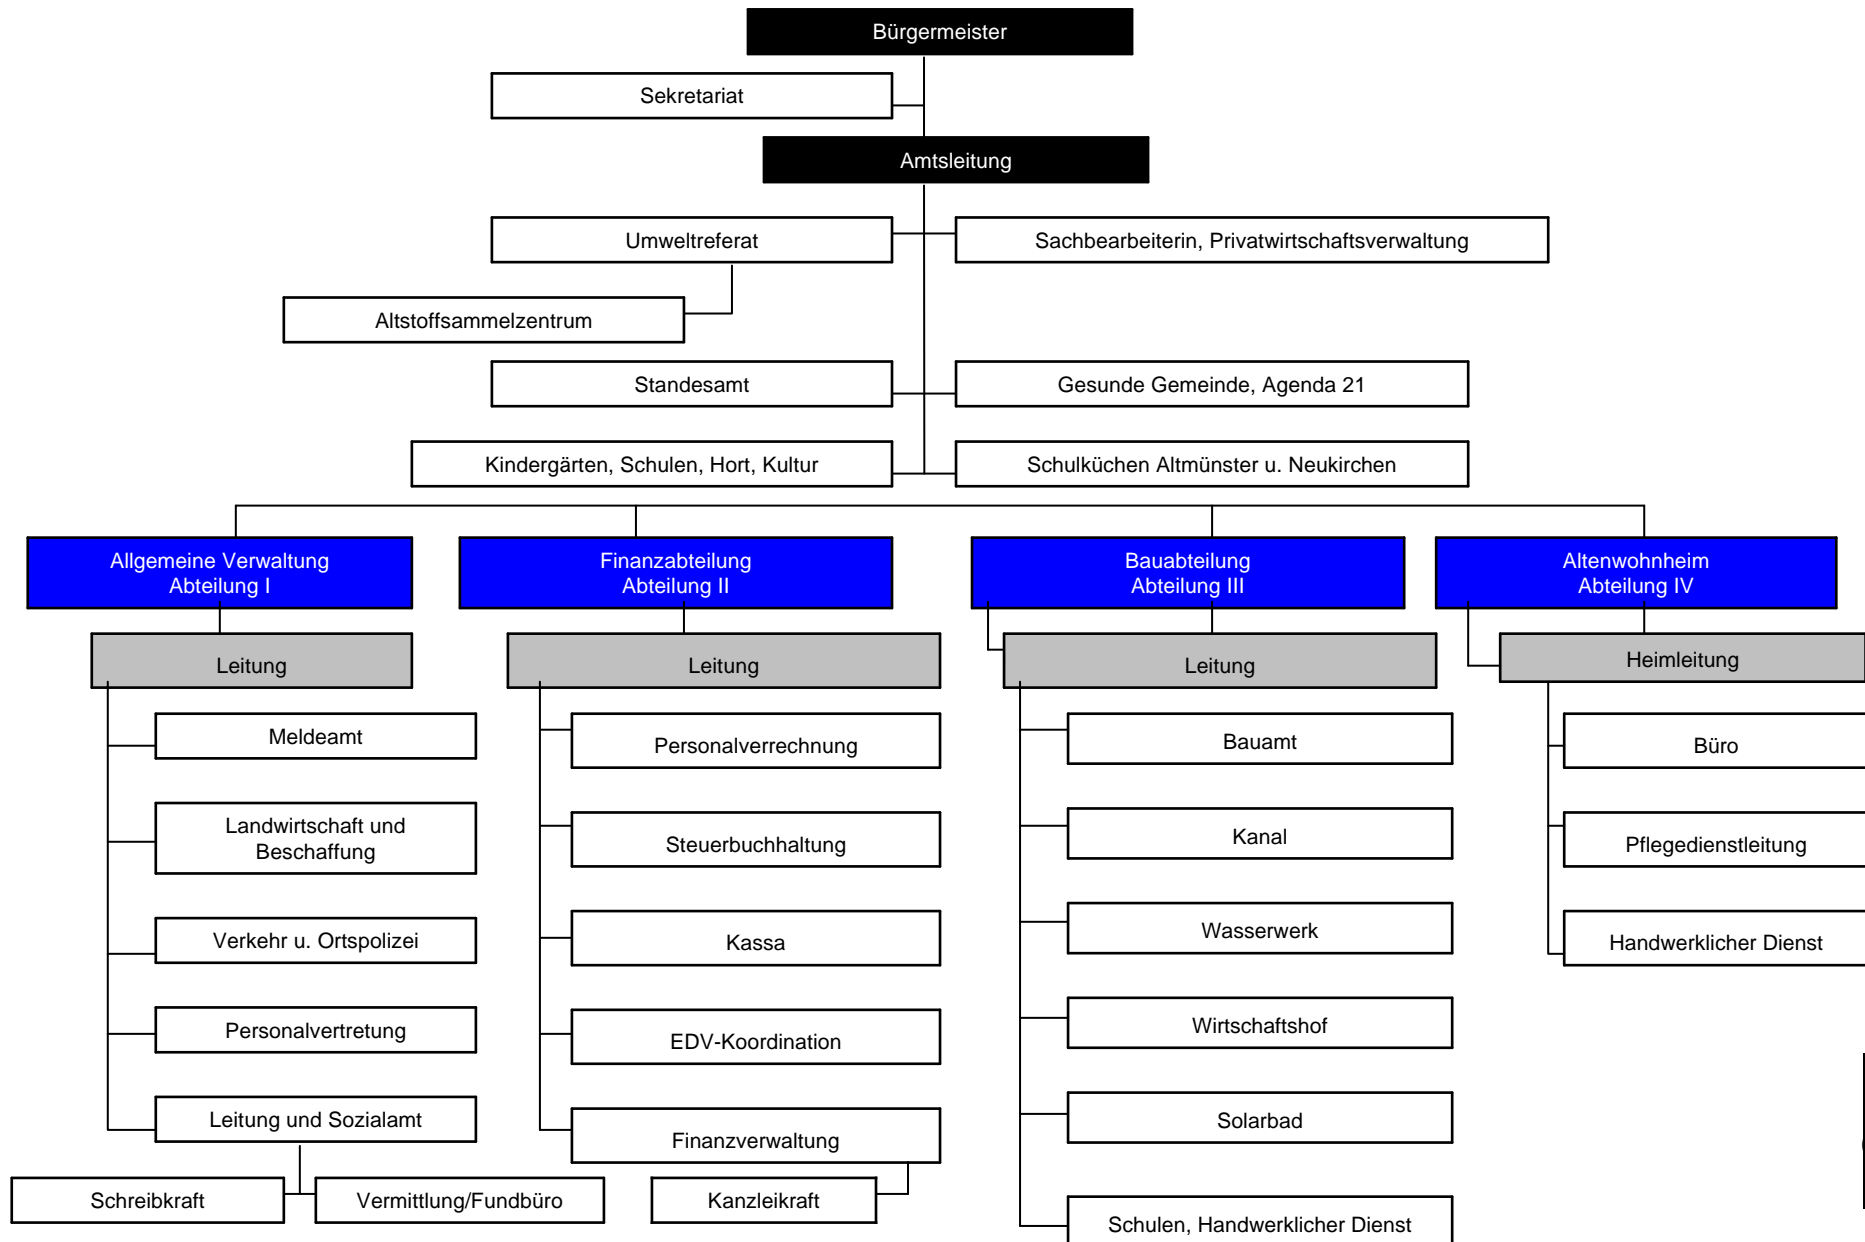 Bürgermeister
Sekretariat
Amtsleitung
Umweltreferat
Sachbearbeiterin, Privatwirtschaftsverwaltung
Altstoffsammelzentrum
Standesamt
Gesunde Gemeinde, Agenda 21
Kindergärten, Schulen, Hort, Kultur
Schulküchen Altmünster u. Neukirchen
Allgemeine Verwaltung
Abteilung I
Finanzabteilung
Abteilung II
Bauabteilung
Abteilung III
Altenwohnheim
Abteilung IV
Leitung
Leitung
Leitung
Heimleitung
Meldeamt
Personalverrechnung
Bauamt
Büro
Landwirtschaft und
Beschaffung
Steuerbuchhaltung
Kanal
Pflegedienstleitung
Verkehr u. Ortspolizei
Kassa
Wasserwerk
Handwerklicher Dienst
Personalvertretung
EDV-Koordination
Wirtschaftshof
Leitung und Sozialamt
Finanzverwaltung
Solarbad
Schreibkraft
Vermittlung/Fundbüro
Kanzleikraft
Schulen, Handwerklicher Dienst